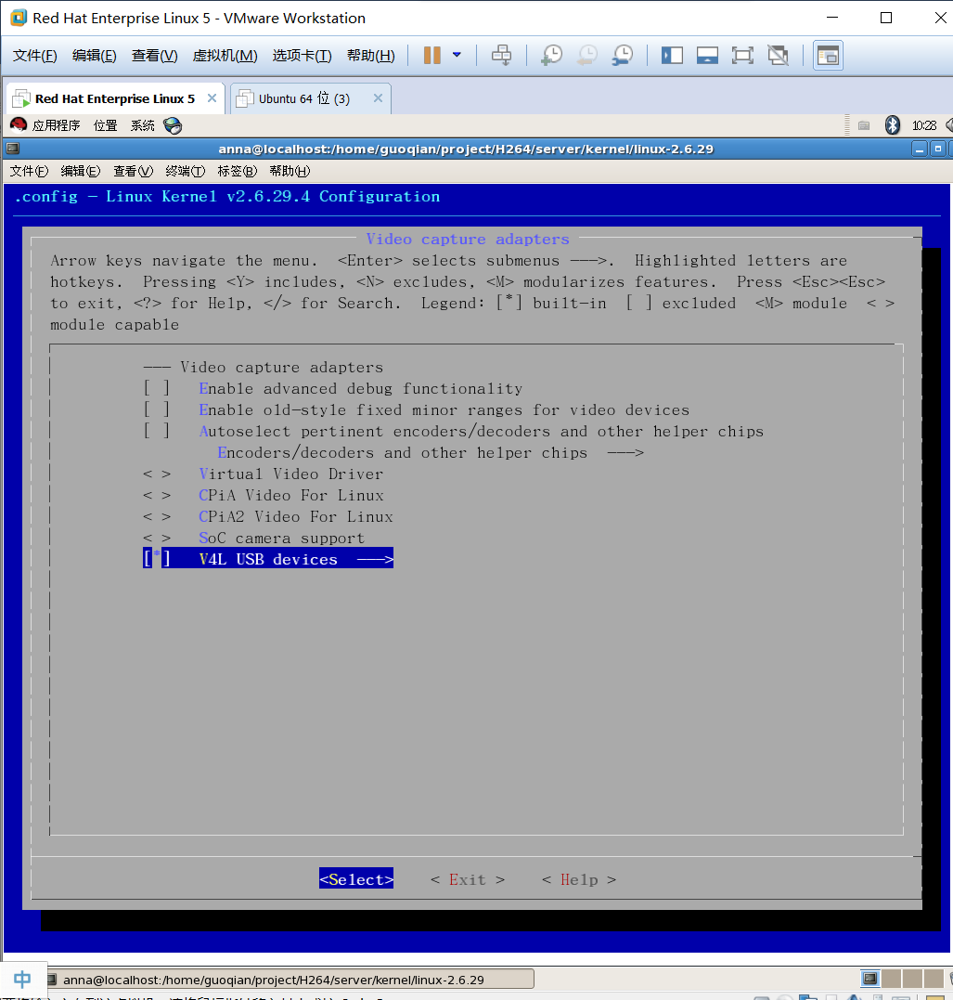 Red Hat Enterprise Linux 5 - VMware Workstation
文件(F) 编辑(E) 查看(V) 虚拟机(M) 选项卡(T) 帮助(H)
Red Hat Enterprise Linux 5 Ubuntu 64 位 (3)
应用程序 位置 系统 10:28
anna@localhost:/home/guoqian/project/H264/server/kernel/linux-2.6.29
文件(F) 编辑(E) 查看(V) 终端(T) 标签(B) 帮助(H)
.config - Linux Kernel v2.6.29.4 Configuration
Video capture adapters
Arrow keys navigate the menu. <Enter> selects submenus --->. Highlighted letters are
hotkeys. Pressing <Y> includes, <N> excludes, <M> modularizes features. Press <Esc><Esc>
to exit, <?> for Help, </> for Search. Legend: [*] built-in [ ] excluded <M> module < >
module capable
--- Video capture adapters
[ ] Enable advanced debug functionality
[ ] Enable old-style fixed minor ranges for video devices
[ ] Autoselect pertinent encoders/decoders and other helper chips
Encoders/decoders and other helper chips --->
< > Virtual Video Driver
< > CPiA Video For Linux
< > CPiA2 Video For Linux
< > SoC camera support
[*] V4L USB devices --->
<Select> < Exit > < Help >
中 anna@localhost:/home/guoqian/project/H264/server/kernel/linux-2.6.29